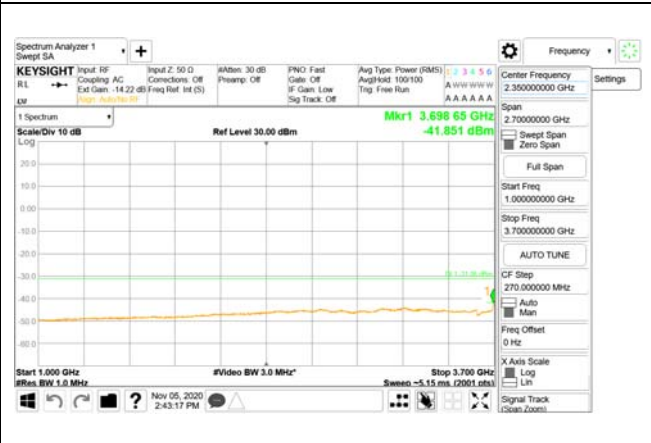 Spectrum Analyzer 1
Swept SA
Frequency
KEYSIGHT
RL
Input: RF
Coupling: AC
Ext Gain: -14.22 dB
Align: Auto/No RF
Input Z: 50 Ω
Corrections: Off
Freq Ref: Int (S)
#Atten: 30 dB
Preamp: Off
PNO: Fast
Gate: Off
IF Gain: Low
Sig Track: Off
Avg Type: Power (RMS)
Avg|Hold: 100/100
Trig: Free Run
1 2 3 4 5 6
A W W W W W
A A A A A A
Center Frequency
2.350000000 GHz
Settings
Span
2.70000000 GHz
Swept Span
Zero Span
Full Span
Start Freq
1.000000000 GHz
Stop Freq
3.700000000 GHz
AUTO TUNE
CF Step
270.000000 MHz
Auto
Man
Freq Offset
0 Hz
X Axis Scale
Log
Lin
Signal Track
(Span Zoom)
1 Spectrum
Scale/Div 10 dB
Ref Level 30.00 dBm
Mkr1 3.698 65 GHz
-41.851 dBm
Log
20.0
10.0
0.00
-10.0
-20.0
-30.0
-40.0
-50.0
-60.0
1
Start 1.000 GHz
#Video BW 3.0 MHz*
Stop 3.700 GHz
#Res BW 1.0 MHz
Sweep ~5.15 ms (2001 pts)
Nov 05, 2020
2:43:17 PM